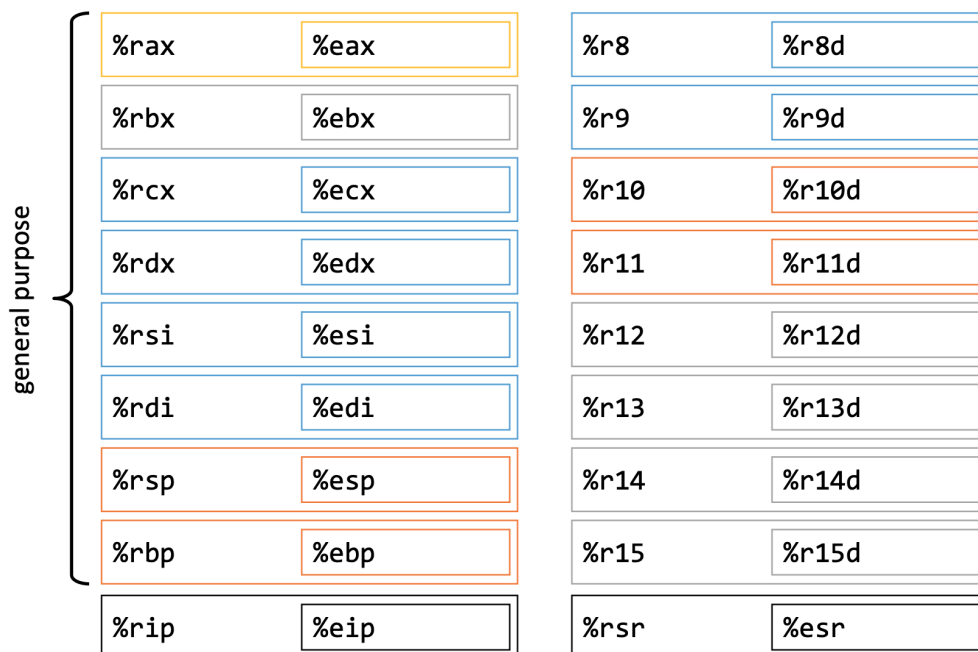 %rax %eax %r8 %r8d
%rbx %ebx %r9 %r9d
%rcx %ecx %r10 %r10d
%rdx %edx %r11 %r11d
general purpose
%rsi %esi %r12 %r12d
%rdi %edi %r13 %r13d
%rsp %esp %r14 %r14d
%rbp %ebp %r15 %r15d
%rip %eip %rsr %esr